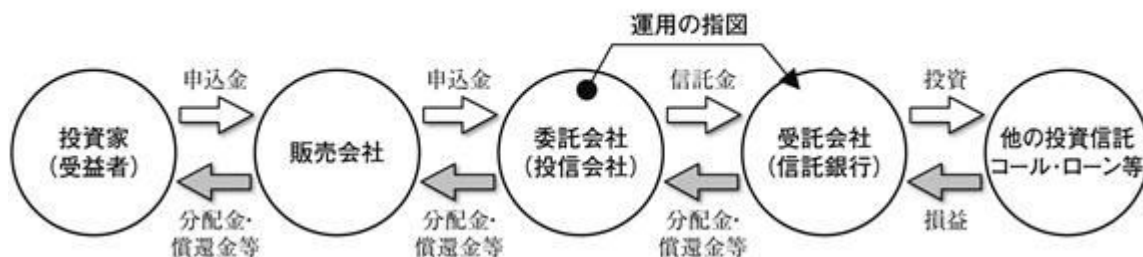 運用の指図
申込金
申込金
信託金
投資
投資家
(受益者)
販売会社
委託会社
(投信会社)
受託会社
(信託銀行)
他の投資信託
コール・ローン等
分配金・
償還金等
分配金・
償還金等
分配金・
償還金等
損益